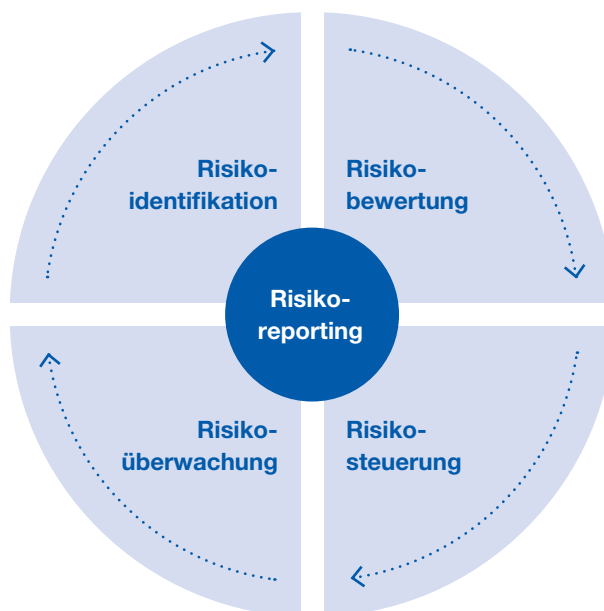 Risiko-
identifikation
Risiko-
bewertung
Risiko-
reporting
Risiko-
überwachung
Risiko-
steuerung